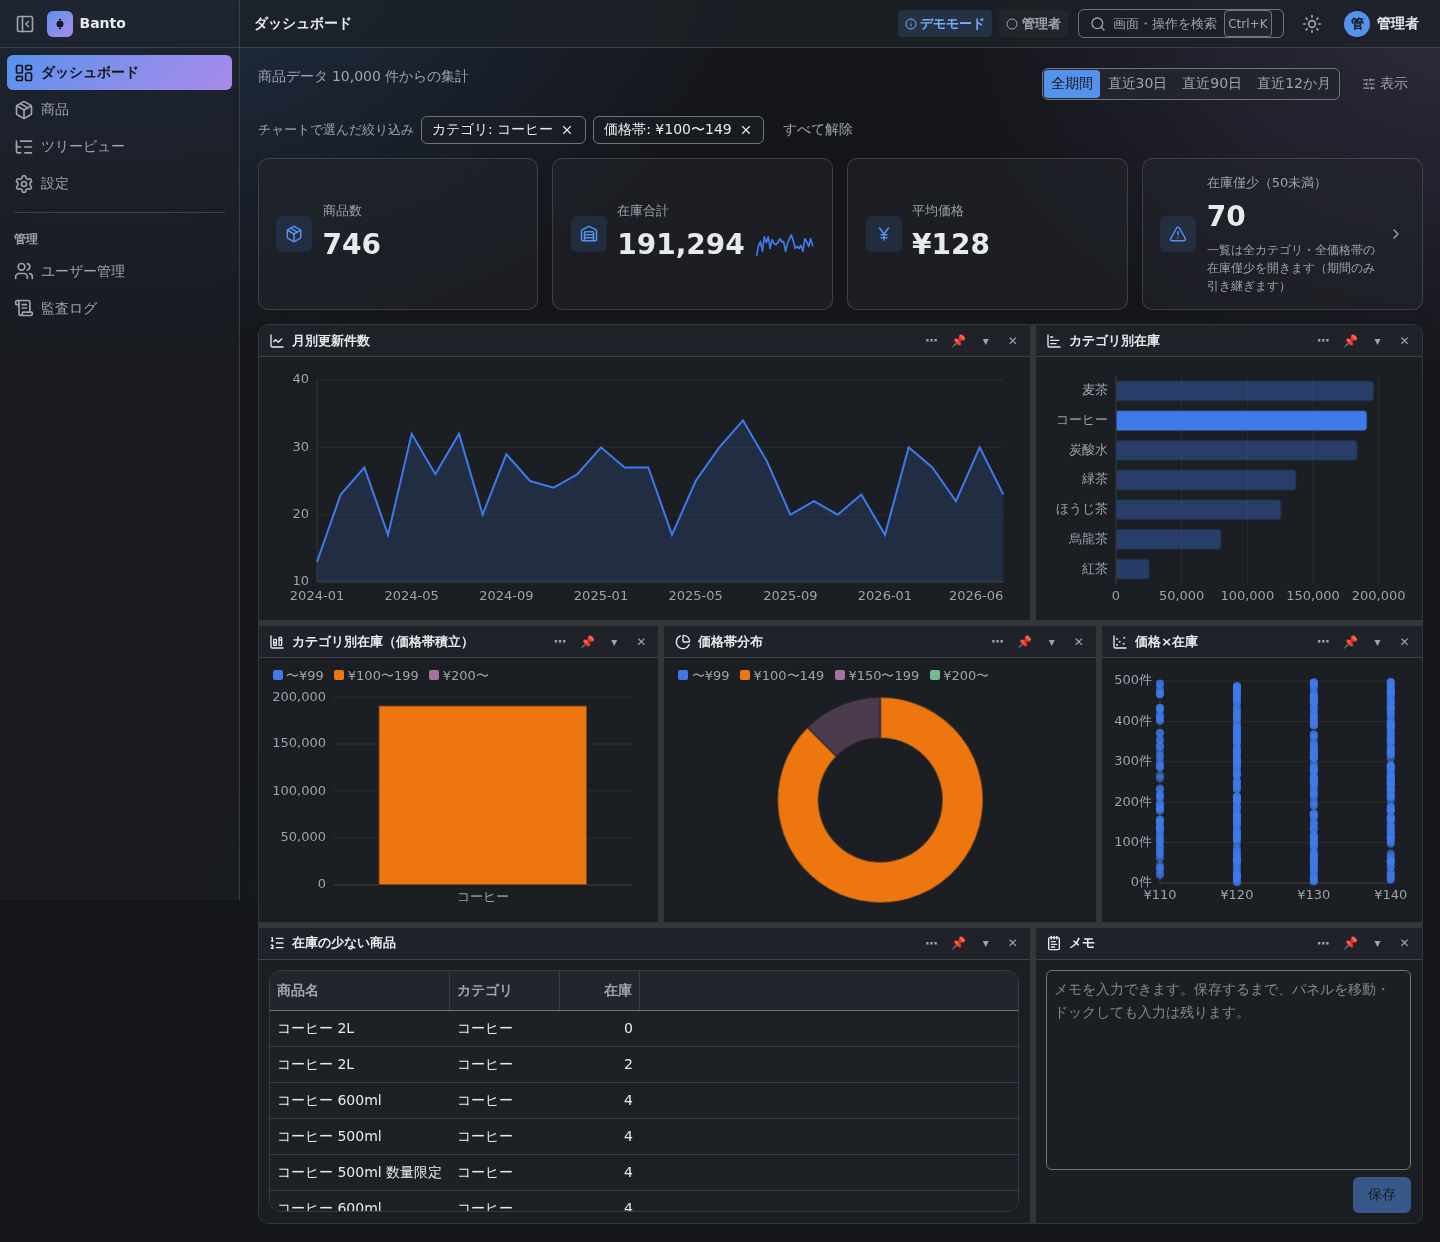 Banto
ダッシュボード
デモモード
管理者
画面・操作を検索 Ctrl+K
管 管理者
ダッシュボード
商品
ツリービュー
設定
管理
ユーザー管理
監査ログ
商品データ 10,000 件からの集計
全期間 直近30日 直近90日 直近12か月
表示
チャートで選んだ絞り込み
カテゴリ: コーヒー ×
価格帯: ¥100〜149 ×
すべて解除
商品数
746
在庫合計
191,294
平均価格
¥128
在庫僅少（50未満）
70
一覧は全カテゴリ・全価格帯の
在庫僅少を開きます（期間のみ
引き継ぎます）
月別更新件数
40
30
20
10
2024-01 2024-05 2024-09 2025-01 2025-05 2025-09 2026-01 2026-06
カテゴリ別在庫
麦茶
コーヒー
炭酸水
緑茶
ほうじ茶
烏龍茶
紅茶
0 50,000 100,000 150,000 200,000
カテゴリ別在庫（価格帯積立）
〜¥99 ¥100〜199 ¥200〜
200,000
150,000
100,000
50,000
0
コーヒー
価格帯分布
〜¥99 ¥100〜149 ¥150〜199 ¥200〜
価格×在庫
500件
400件
300件
200件
100件
0件
¥110 ¥120 ¥130 ¥140
在庫の少ない商品
商品名 カテゴリ 在庫
コーヒー 2L コーヒー 0
コーヒー 2L コーヒー 2
コーヒー 600ml コーヒー 4
コーヒー 500ml コーヒー 4
コーヒー 500ml 数量限定 コーヒー 4
コーヒー 600ml コーヒー 4
メモ
メモを入力できます。保存するまで、パネルを移動・
ドックしても入力は残ります。
保存